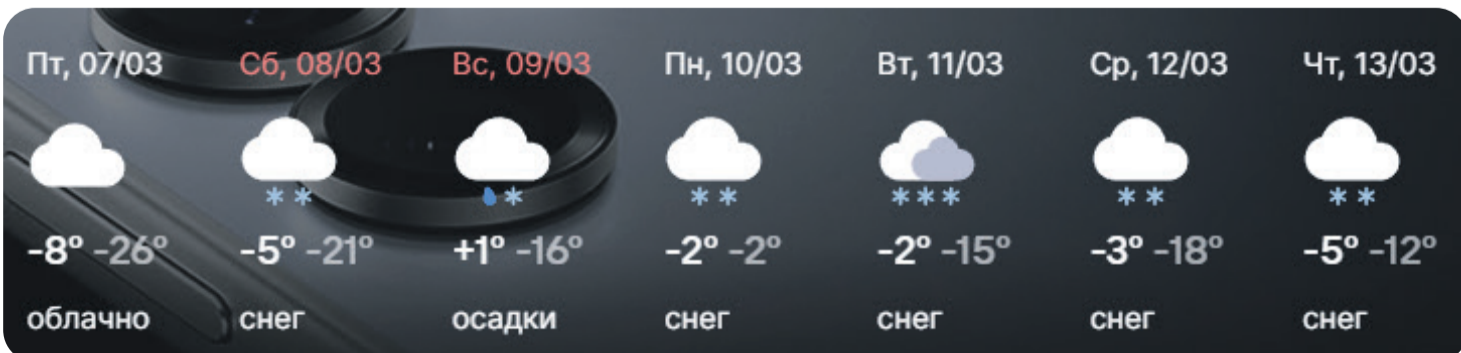 Пт, 07/03 Сб, 08/03 Вс, 09/03 Пн, 10/03 Вт, 11/03 Ср, 12/03 Чт, 13/03
-8° -26° -5° -21° +1° -16° -2° -2° -2° -15° -3° -18° -5° -12°
облачно снег осадки снег снег снег снег